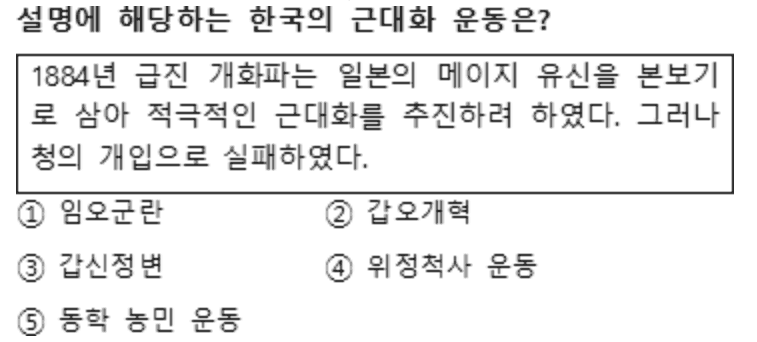 설명에 해당하는 한국의 근대화 운동은?
1884년 급진 개화파는 일본의 메이지 유신을 본보기
로 삼아 적극적인 근대화를 추진하려 하였다. 그러나
청의 개입으로 실패하였다.
① 임오군란 ② 갑오개혁
③ 갑신정변 ④ 위정척사 운동
⑤ 동학 농민 운동